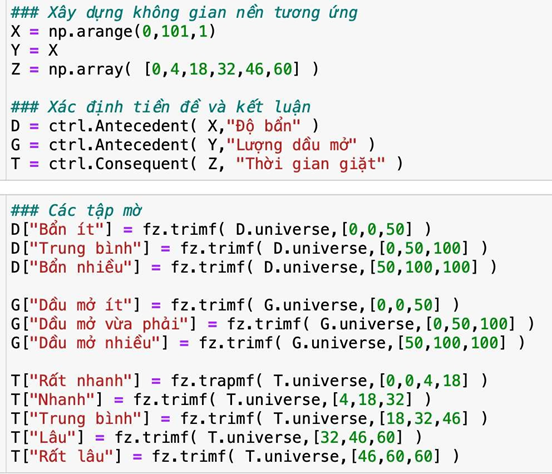 ### Xây dựng không gian nền tương ứng
X = np.arange(0,101,1)
Y = X
Z = np.array( [0,4,18,32,46,60] )
### Xác định tiền đề và kết luận
D = ctrl.Antecedent( X,"Độ bẩn" )
G = ctrl.Antecedent( Y,"Lượng dầu mở" )
T = ctrl.Consequent( Z, "Thời gian giặt" )
### Các tập mờ
D["Bẩn ít"] = fz.trimf( D.universe,[0,0,50] )
D["Trung bình"] = fz.trimf( D.universe,[0,50,100] )
D["Bẩn nhiều"] = fz.trimf( D.universe,[50,100,100] )
G["Dầu mở ít"] = fz.trimf( G.universe,[0,0,50] )
G["Dầu mở vừa phải"] = fz.trimf( G.universe,[0,50,100] )
G["Dầu mở nhiều"] = fz.trimf( G.universe,[50,100,100] )
T["Rất nhanh"] = fz.trapmf( T.universe,[0,0,4,18] )
T["Nhanh"] = fz.trimf( T.universe,[4,18,32] )
T["Trung bình"] = fz.trimf( T.universe,[18,32,46] )
T["Lâu"] = fz.trimf( T.universe,[32,46,60] )
T["Rất lâu"] = fz.trimf( T.universe,[46,60,60] )